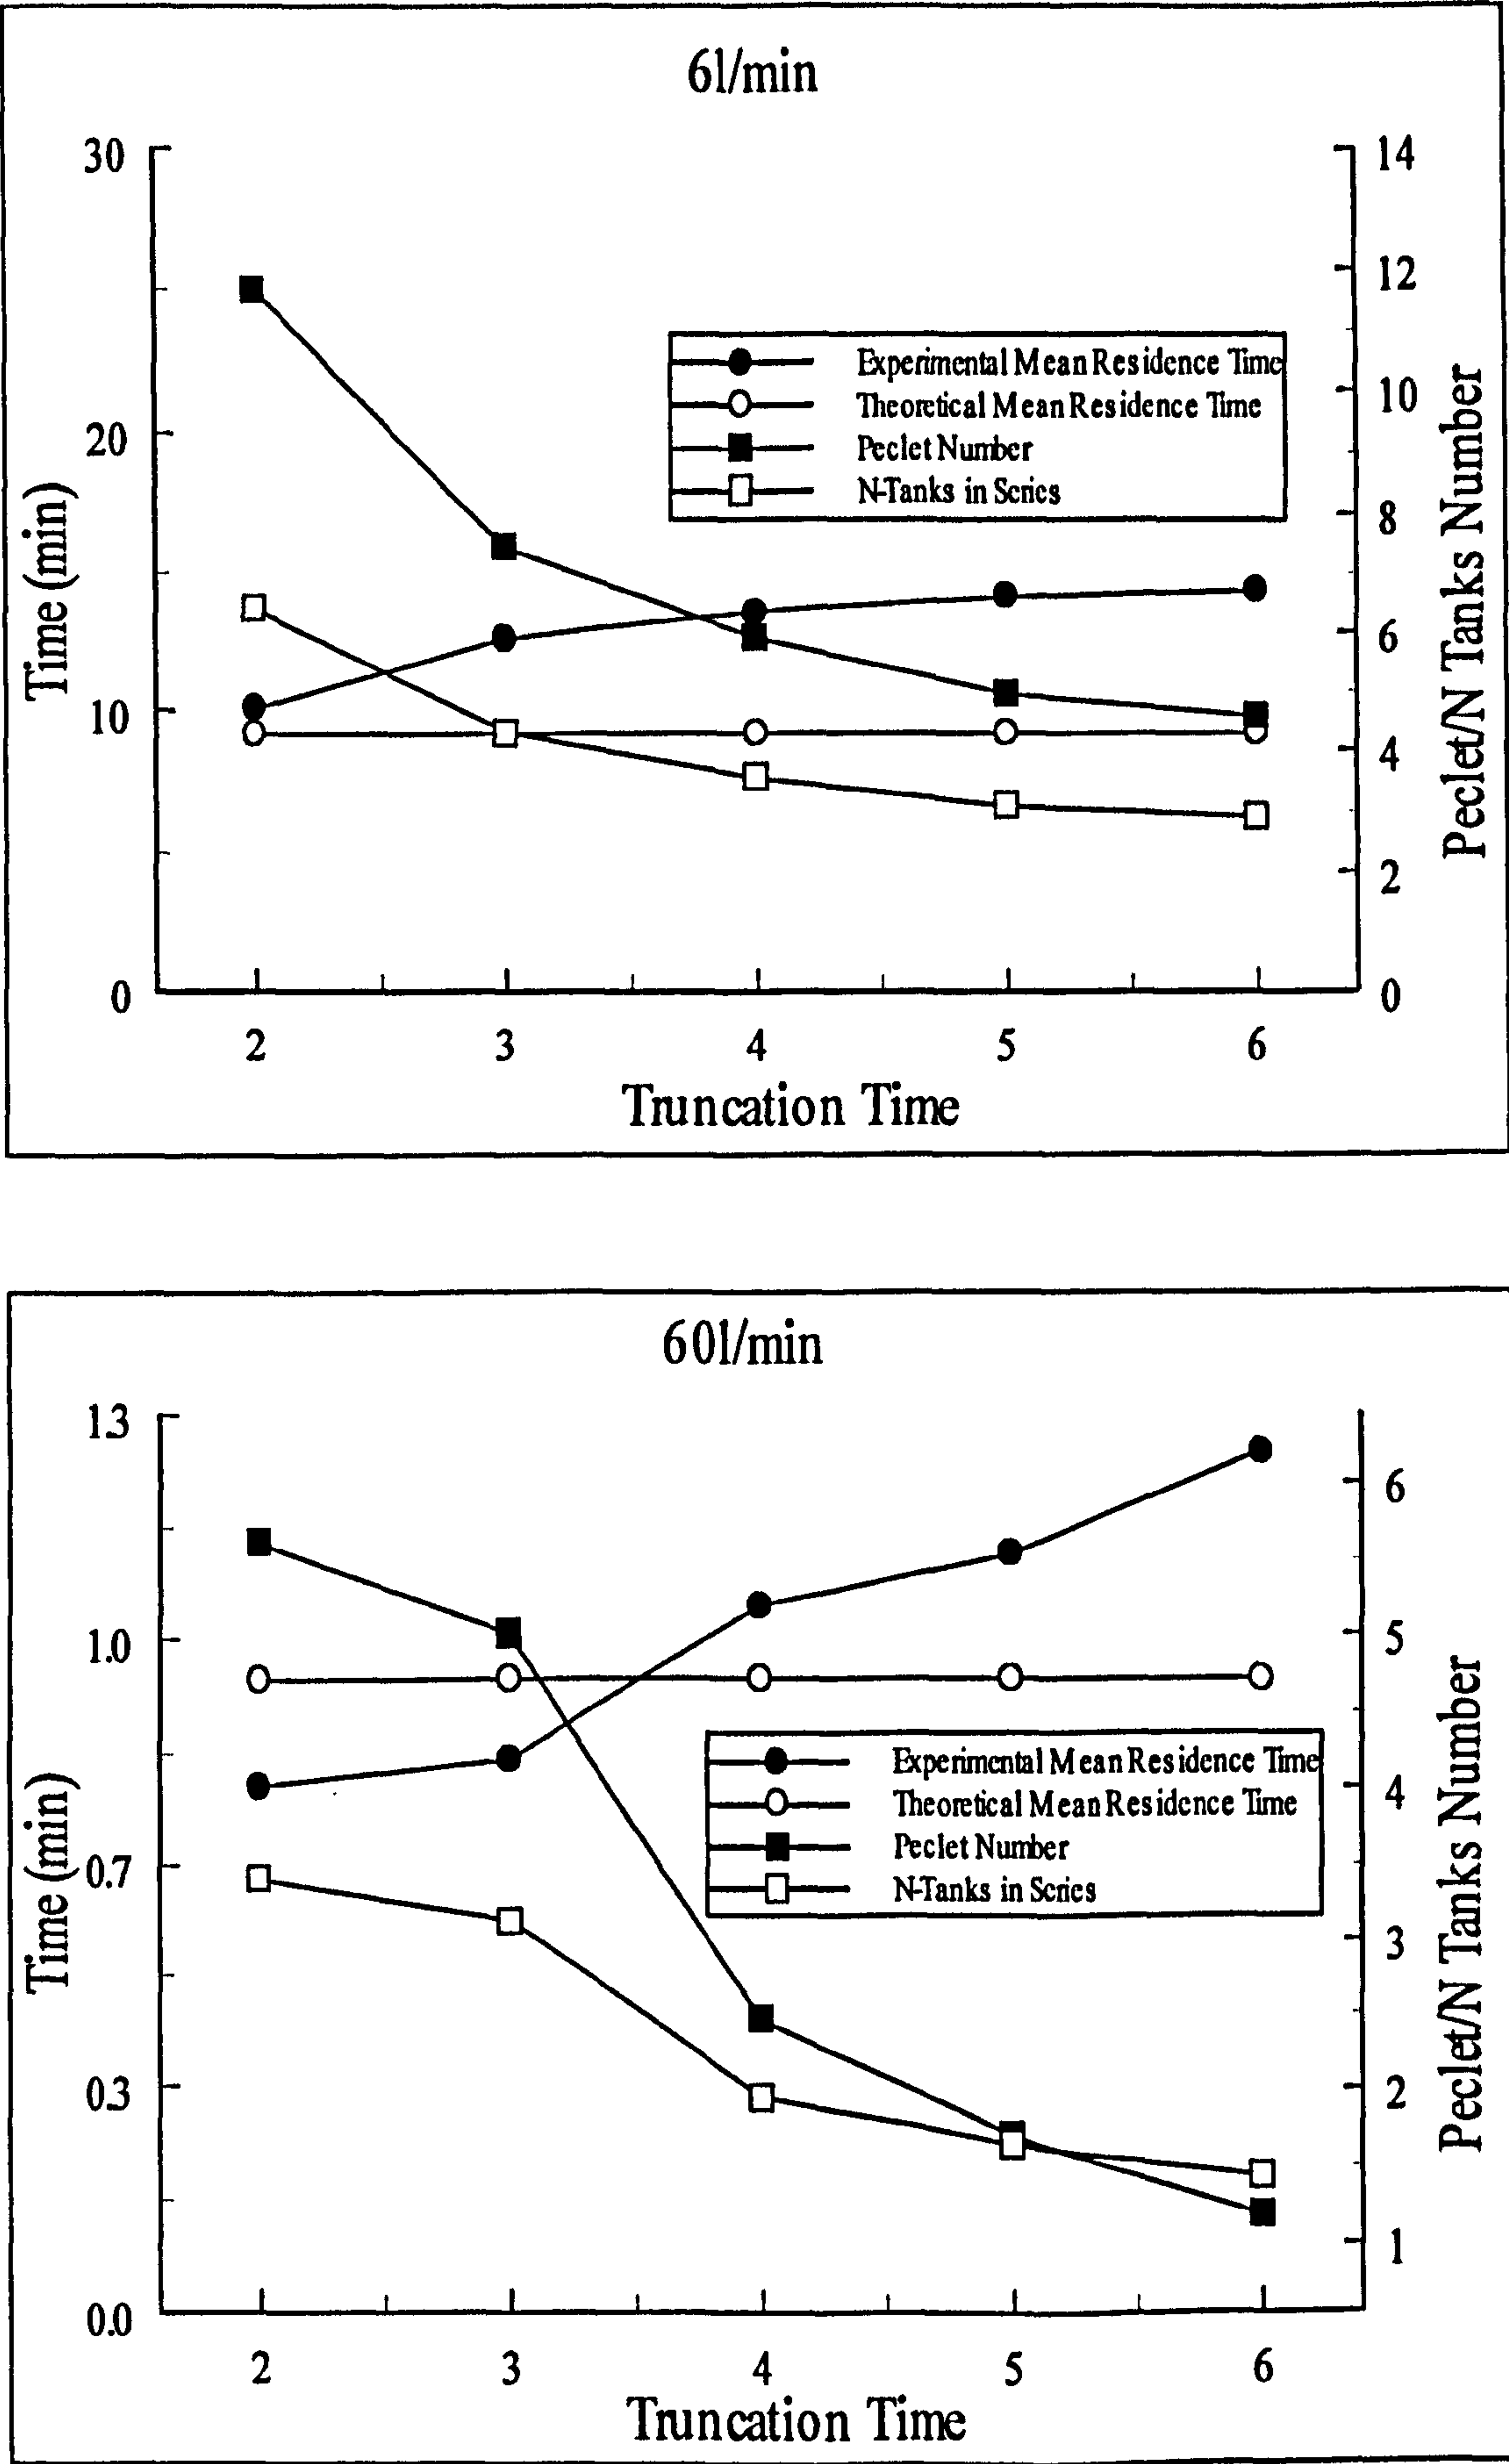 6l/min
30
20
10
0
14
12
10
8
6
4
2
0
Time (min)
Peclet/N Tanks Number
Experimental Mean Residence Time
Theoretical Mean Residence Time
Peclet Number
N-Tanks in Series
2 3 4 5 6
Truncation Time
60l/min
1.3
1.0
0.7
0.3
0.0
6
5
4
3
2
1
Time (min)
Peclet/N Tanks Number
Experimental Mean Residence Time
Theoretical Mean Residence Time
Peclet Number
N-Tanks in Series
2 3 4 5 6
Truncation Time